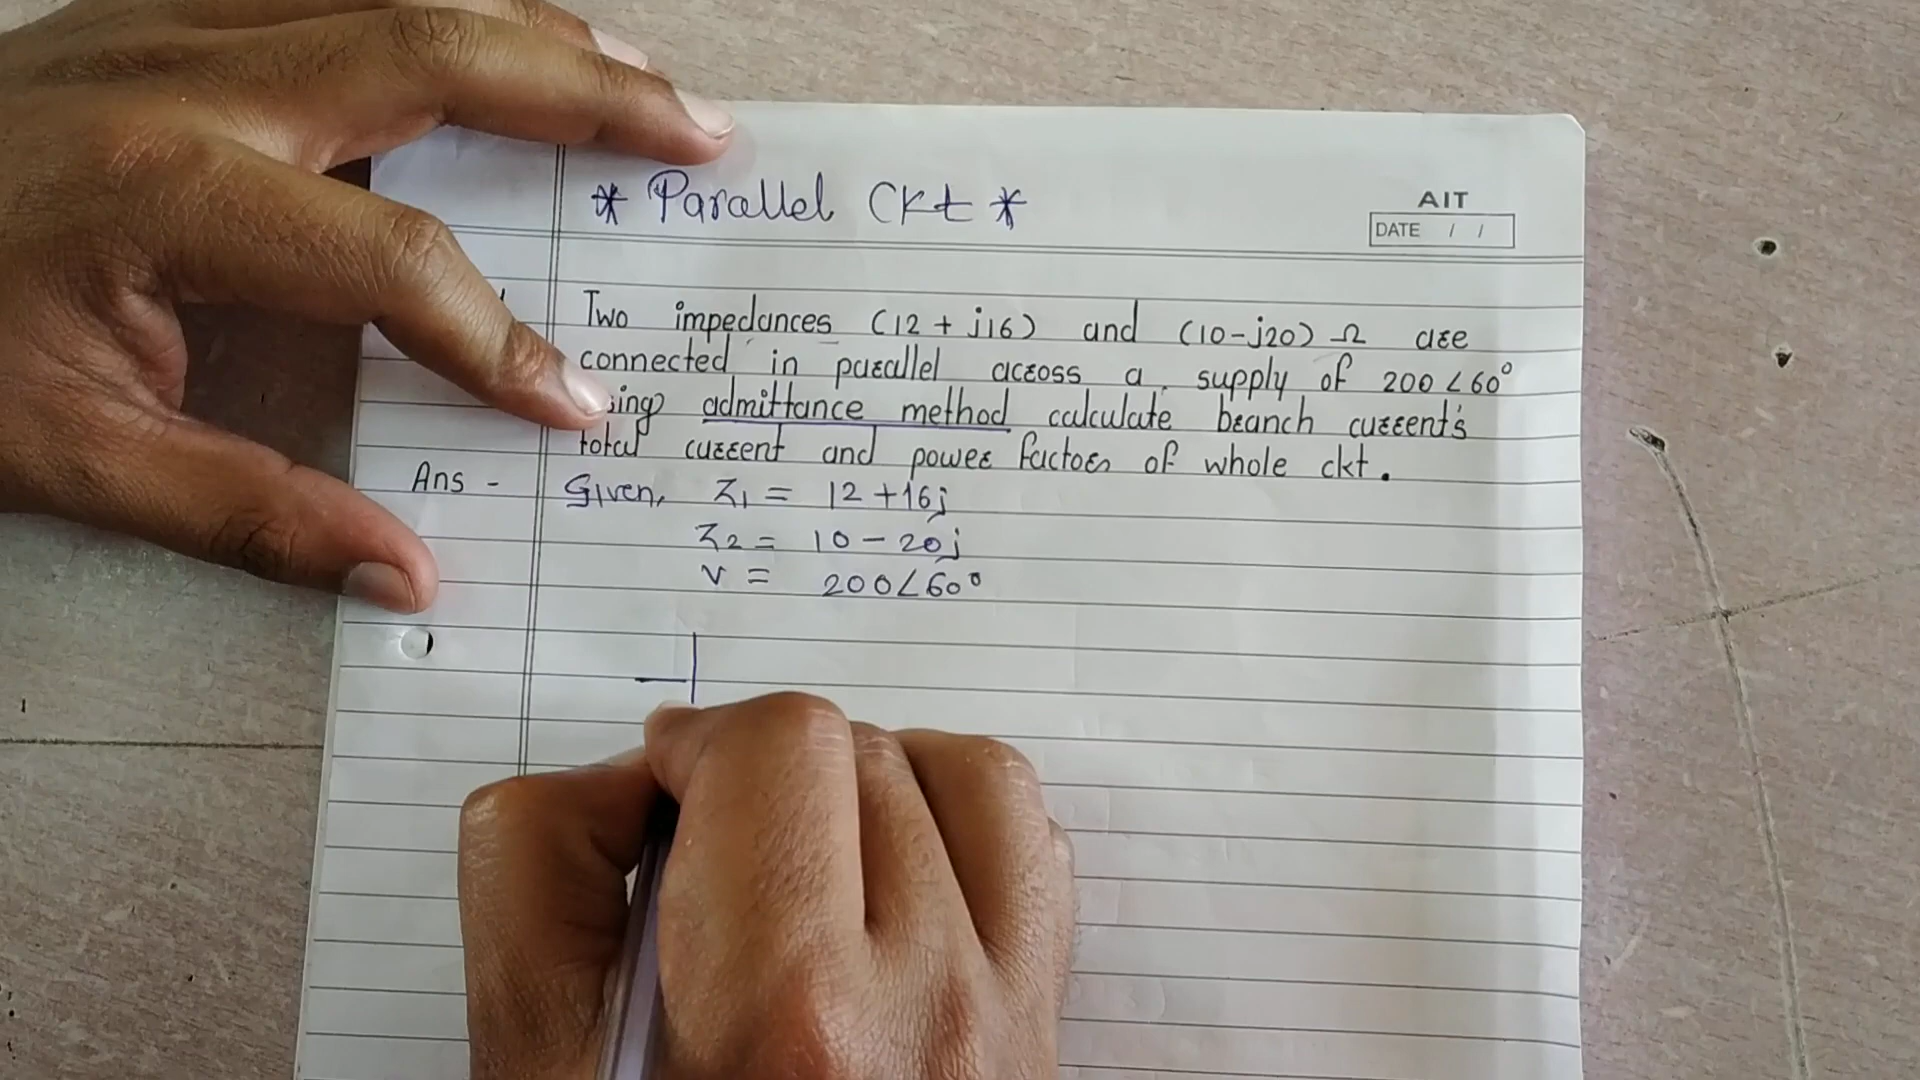 * Parallel Ckt *
AIT
DATE / /
Two impedances (12 + j16) and (10-j20) Ω are
connected in parallel across a supply of 200 ∠60°
admittance method calculate branch current's
total current and power factors of whole ckt.
Ans - Given, Z1 = 12 +16j
Z2 = 10 - 20j
V = 200∠60°